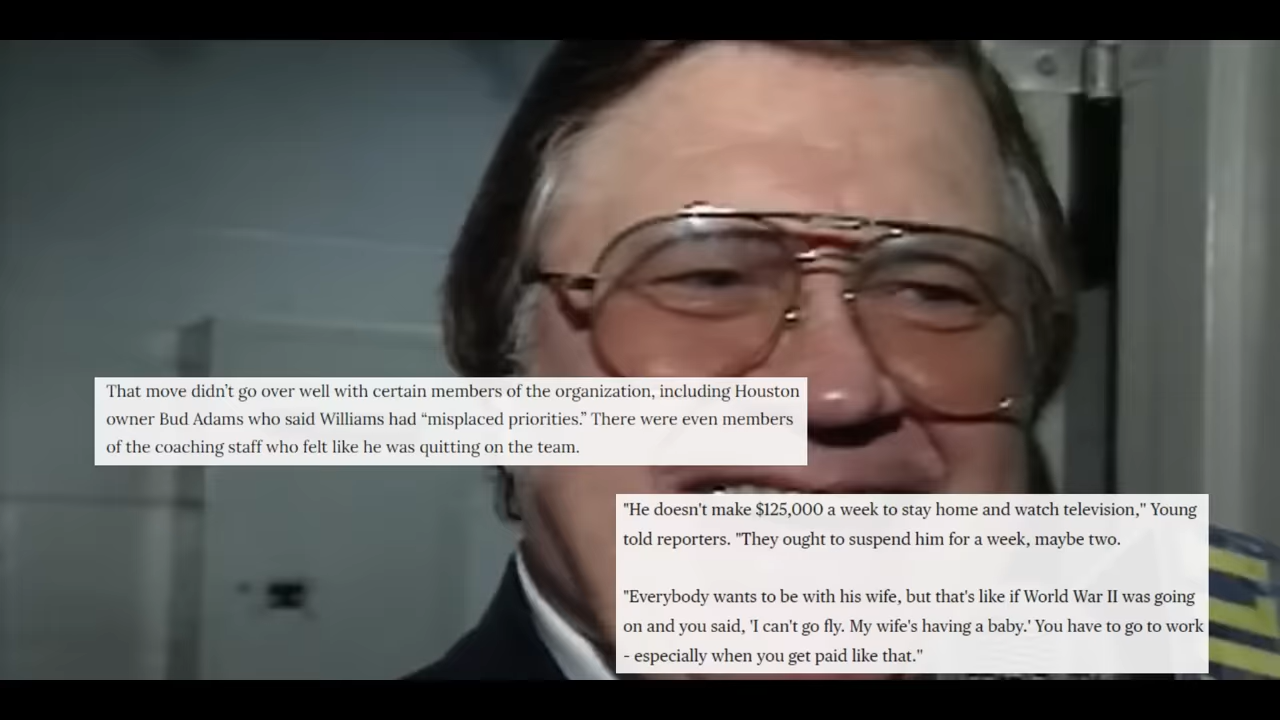 That move didn’t go over well with certain members of the organization, including Houston
owner Bud Adams who said Williams had “misplaced priorities.” There were even members
of the coaching staff who felt like he was quitting on the team.
"He doesn't make $125,000 a week to stay home and watch television," Young
told reporters. "They ought to suspend him for a week, maybe two.
"Everybody wants to be with his wife, but that's like if World War II was going
on and you said, 'I can't go fly. My wife's having a baby.' You have to go to work
- especially when you get paid like that."